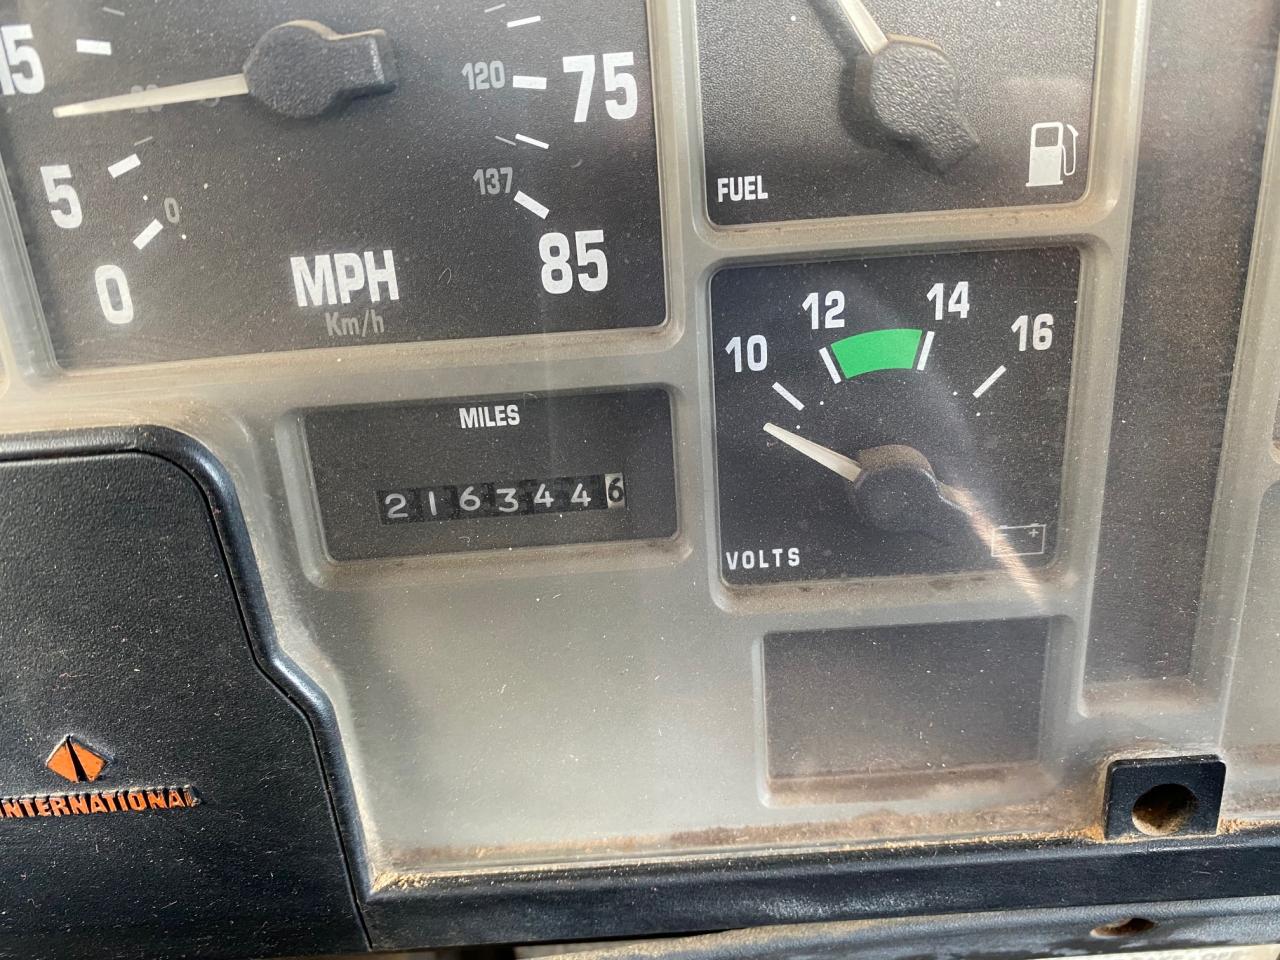 15
5
0
0
MPH
Km/h
120
75
137
85
FUEL
10
12
14
16
VOLTS
MILES
2163446
INTERNATIONAL